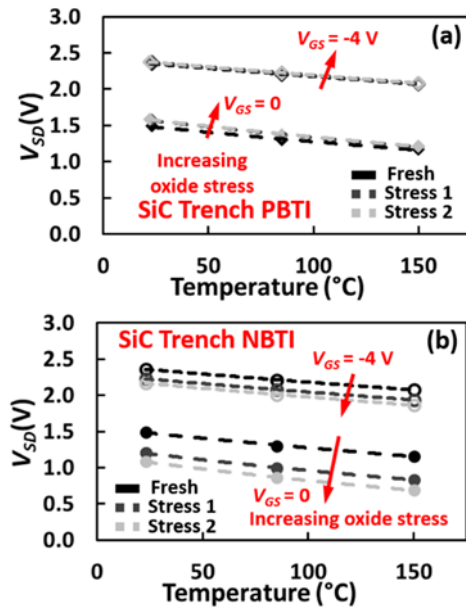 3.0
(a)
2.5
V_GS = -4 V
2.0
V_GS = 0
1.5
V_SD(V)
1.0
Increasing
oxide stress
Fresh
Stress 1
0.5
SiC Trench PBTI
Stress 2
0.0
0
50
100
150
Temperature (°C)
3.0
SiC Trench NBTI
(b)
2.5
V_GS = -4 V
2.0
1.5
V_SD(V)
1.0
Fresh
V_GS = 0
0.5
Stress 1
Increasing oxide stress
Stress 2
0.0
0
50
100
150
Temperature (°C)